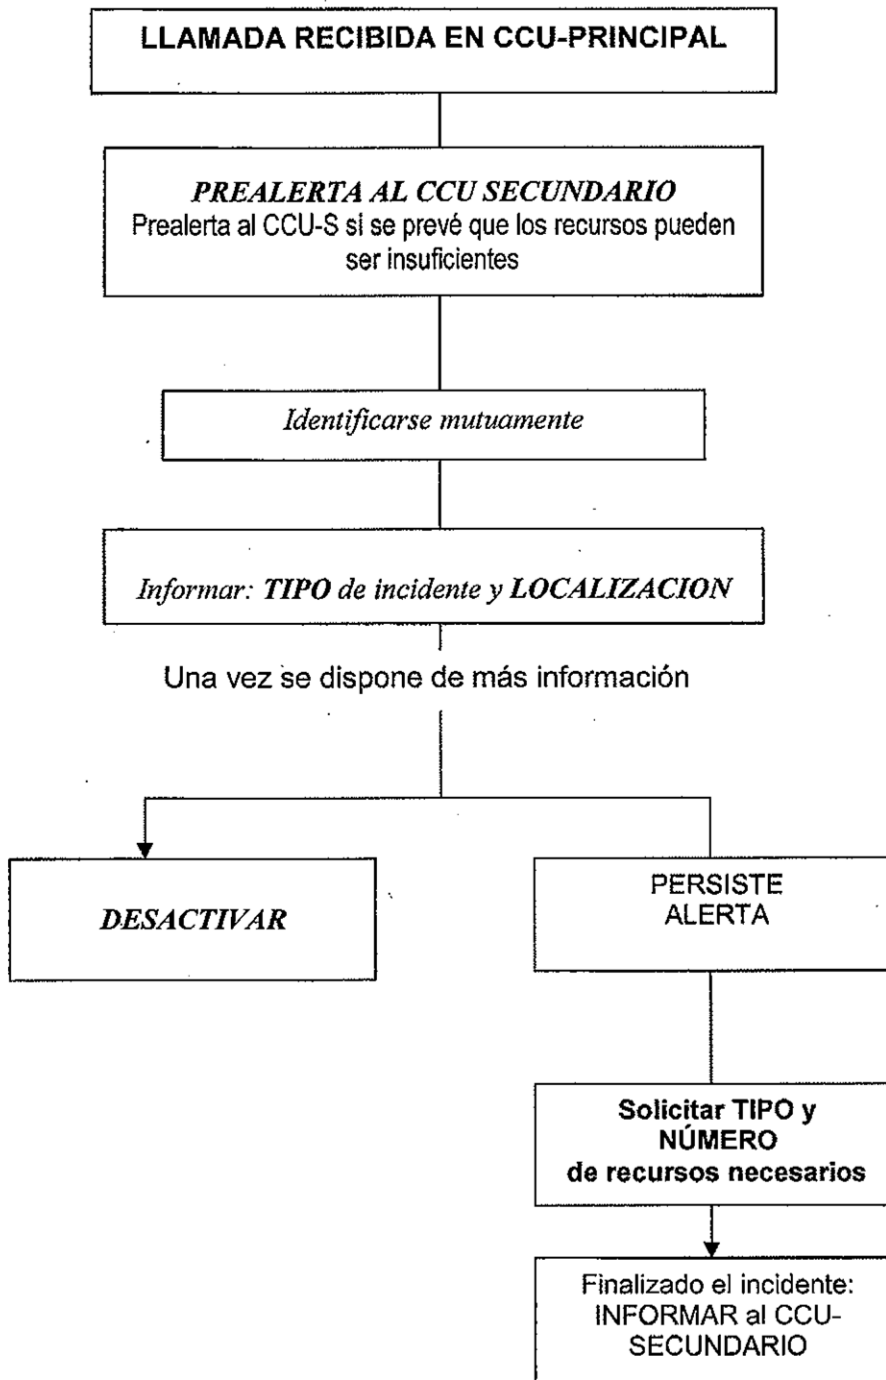 LLAMADA RECIBIDA EN CCU-PRINCIPAL
PREALERTA AL CCU SECUNDARIO
Prealerta al CCU-S si se prevé que los recursos pueden
ser insuficientes
Identificarse mutuamente
Informar: TIPO de incidente y LOCALIZACION
Una vez se dispone de más información
DESACTIVAR
PERSISTE
ALERTA
Solicitar TIPO y
NÚMERO
de recursos necesarios
Finalizado el incidente:
INFORMAR al CCU-
SECUNDARIO